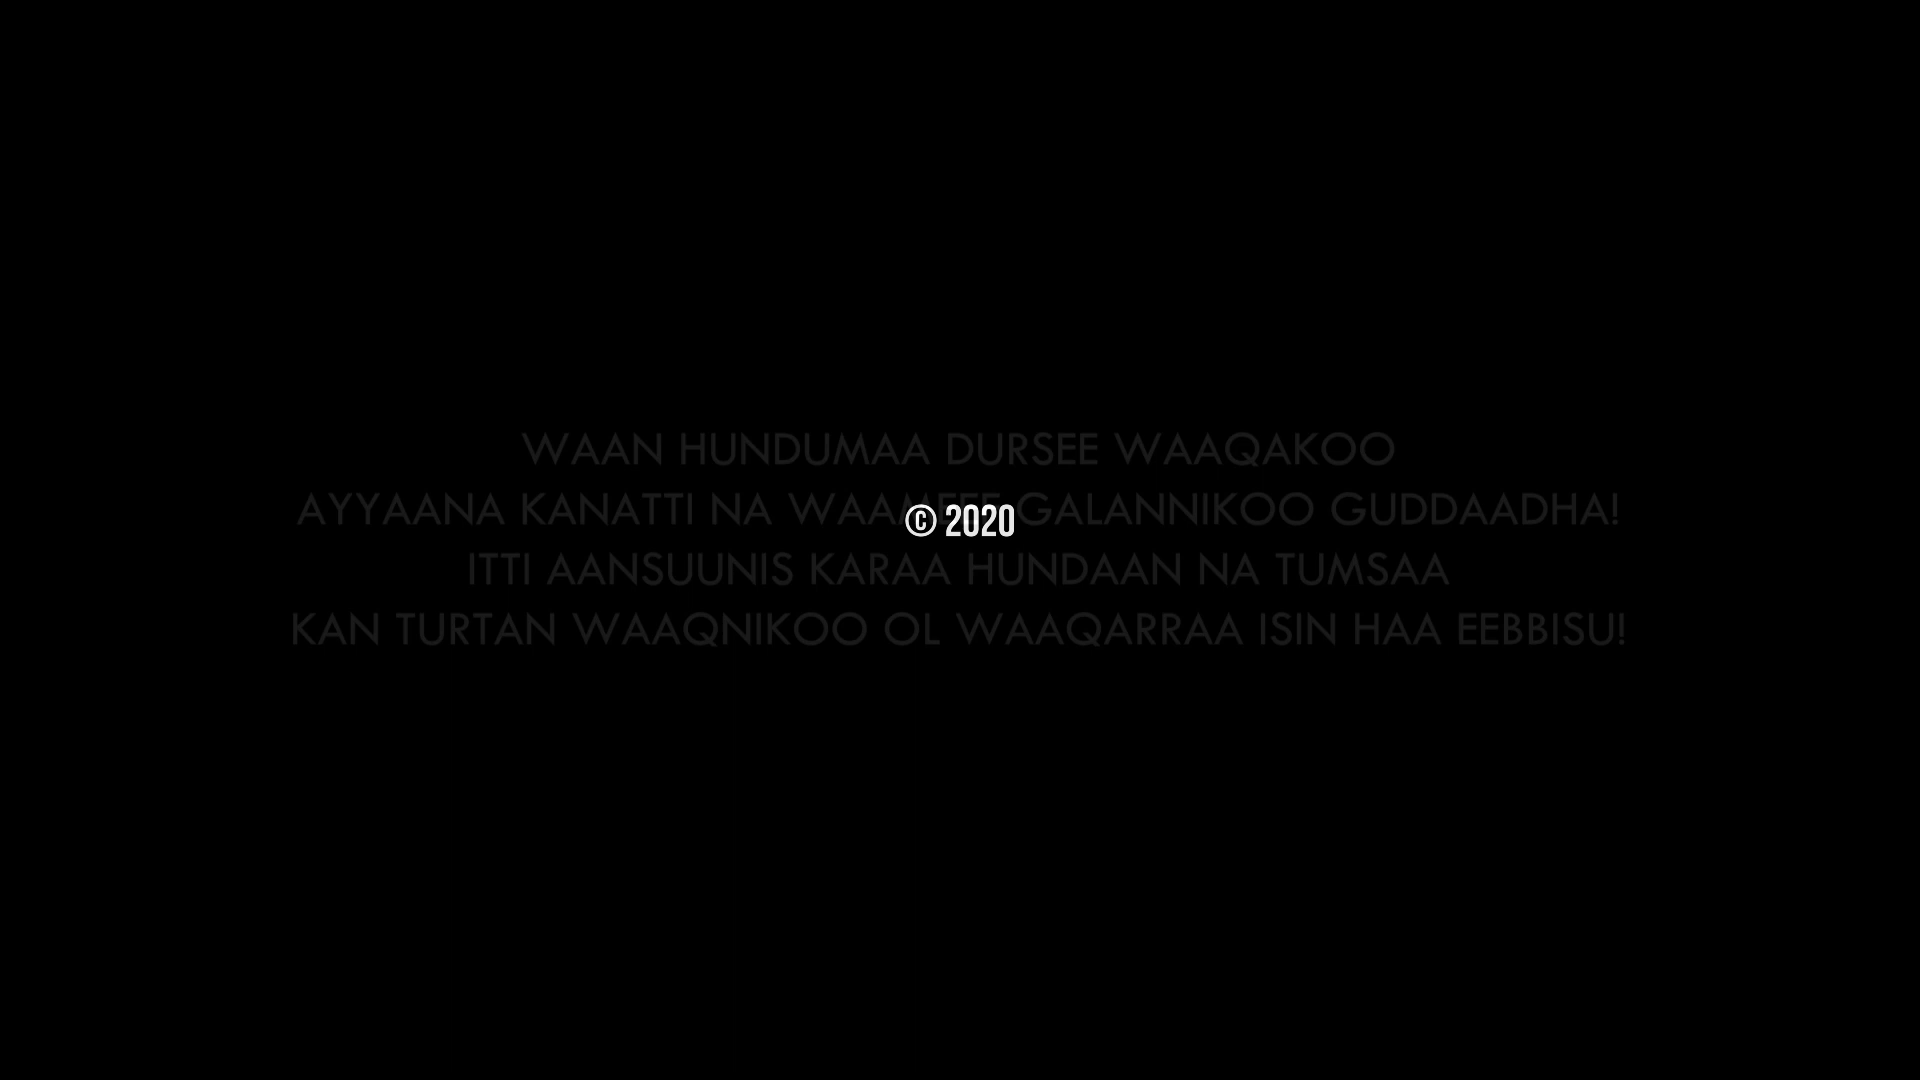 WAAN HUNDUMAA DURSEE WAAQAKOO
AYYAANA KANATTI NA WAAMEEF GALANNIKOO GUDDAADHA!
© 2020
ITTI AANSUUNIS KARAA HUNDAAN NA TUMSAA
KAN TURTAN WAAQNIKOO OL WAAQARRAA ISIN HAA EEBBISU!